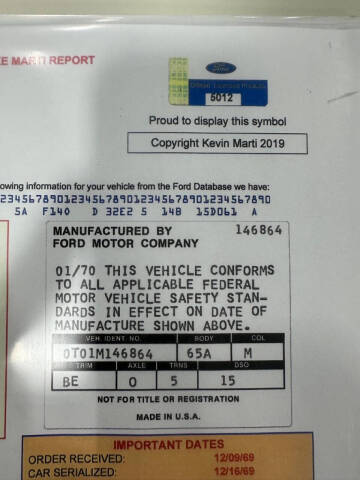 E MARTI REPORT
Ford
6012
Proud to display this symbol
Copyright Kevin Marti 2019
owing information for your vehicle from the Ford Database we have:
234567890123456789012345678901234567890
5A F140 D 32E2 5 14B 15D061 A
MANUFACTURED BY 146864
FORD MOTOR COMPANY
01/70 THIS VEHICLE CONFORMS
TO ALL APPLICABLE FEDERAL
MOTOR VEHICLE SAFETY STAN-
DARDS IN EFFECT ON DATE OF
MANUFACTURE SHOWN ABOVE.
VEH. IDENT. NO. BODY COL
0T01M146864 65A M
TRIM AXLE TRNS DSO
BE O 5 15
NOT FOR TITLE OR REGISTRATION
MADE IN U.S.A.
IMPORTANT DATES
ORDER RECEIVED: 12/09/69
CAR SERIALIZED: 12/16/69